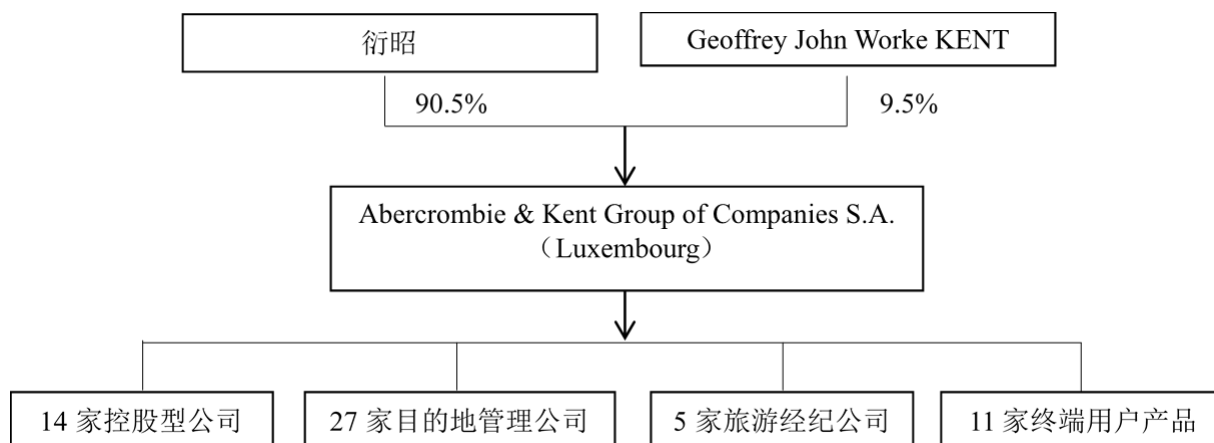 衍昭
Geoffrey John Worke KENT
90.5%
9.5%
Abercrombie & Kent Group of Companies S.A.
（Luxembourg）
14 家控股型公司
27 家目的地管理公司
5 家旅游经纪公司
11 家终端用户产品